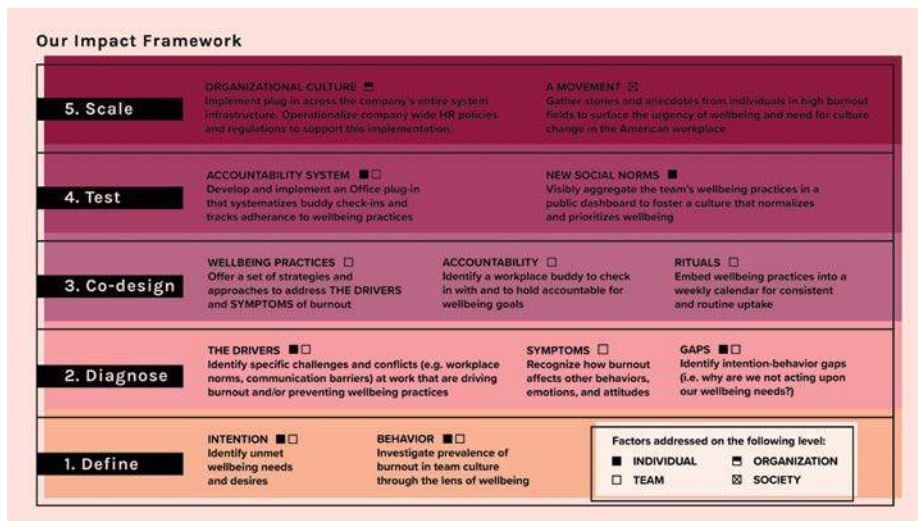 Our Impact Framework
5. Scale
ORGANIZATIONAL CULTURE ⬒
Implement plug-in across the company's entire system
infrastructure. Operationalize company wide HR policies
and regulations to support this implementation.
A MOVEMENT ☒
Gather stories and anecdotes from individuals in high burnout
fields to surface the urgency of wellbeing and need for culture
change in the American workplace
4. Test
ACCOUNTABILITY SYSTEM ■□
Develop and implement an Office plug-in
that systematizes buddy check-ins and
tracks adherence to wellbeing practices
NEW SOCIAL NORMS ■
Visibly aggregate the team's wellbeing practices in a
public dashboard to foster a culture that normalizes
and prioritizes wellbeing
3. Co-design
WELLBEING PRACTICES □
Offer a set of strategies and
approaches to address THE DRIVERS
and SYMPTOMS of burnout
ACCOUNTABILITY □
Identify a workplace buddy to check
in with and to hold accountable for
wellbeing goals
RITUALS □
Embed wellbeing practices into a
weekly calendar for consistent
and routine uptake
2. Diagnose
THE DRIVERS ■□
Identify specific challenges and conflicts (e.g. workplace
norms, communication barriers) at work that are driving
burnout and/or preventing wellbeing practices
SYMPTOMS □
Recognize how burnout
affects other behaviors,
emotions, and attitudes
GAPS ■□
Identify intention-behavior gaps
(i.e. why are we not acting upon
our wellbeing needs?)
1. Define
INTENTION ■□
Identify unmet
wellbeing needs
and desires
BEHAVIOR ■□
Investigate prevalence of
burnout in team culture
through the lens of wellbeing
Factors addressed on the following level:
■ INDIVIDUAL ⬒ ORGANIZATION
□ TEAM ☒ SOCIETY